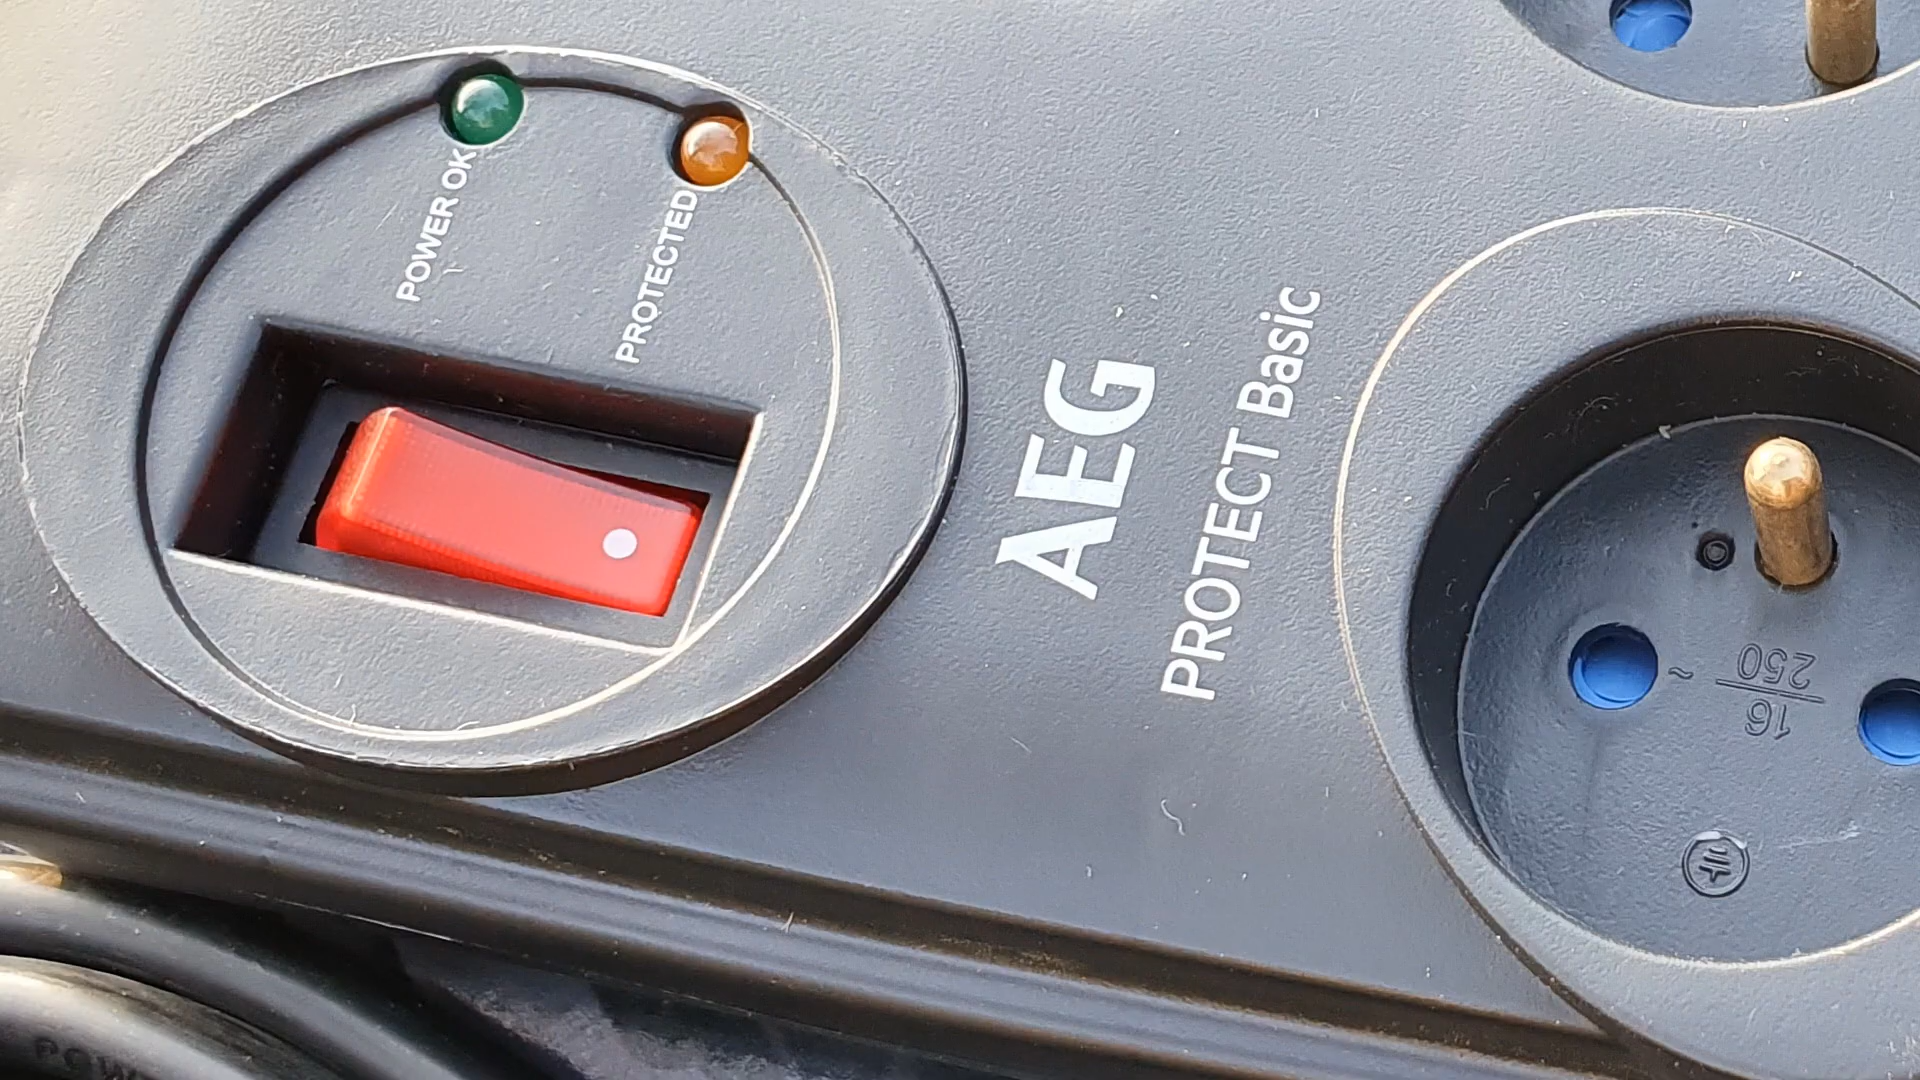 POWER OK
PROTECTED
AEG
PROTECT Basic
16
250 ~